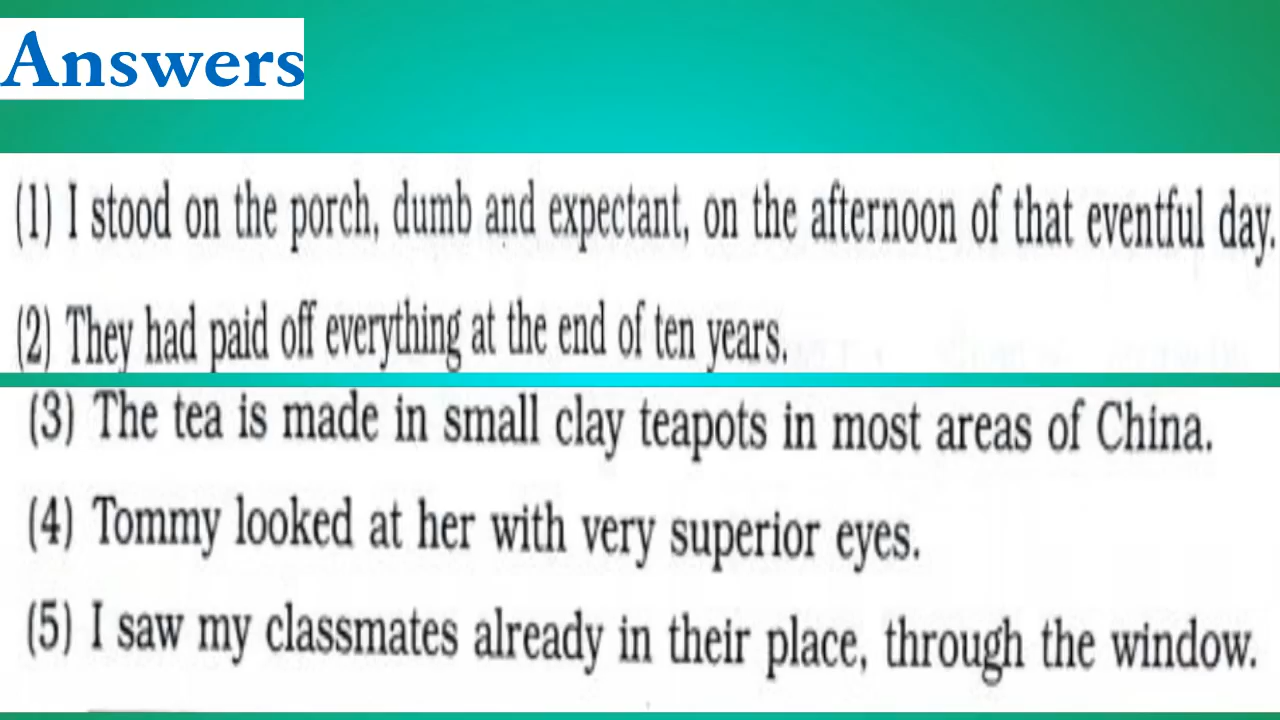 Answers
(1) I stood on the porch, dumb and expectant, on the afternoon of that eventful day.
(2) They had paid off everything at the end of ten years.
(3) The tea is made in small clay teapots in most areas of China.
(4) Tommy looked at her with very superior eyes.
(5) I saw my classmates already in their place, through the window.